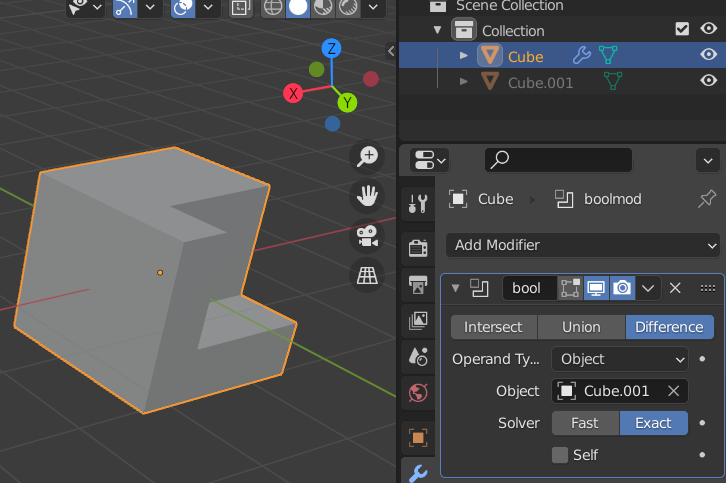 Scene Collection
Collection
Cube
Cube.001
Z
X
Y
Cube
boolmod
Add Modifier
bool
Intersect
Union
Difference
Operand Ty...
Object
Object
Cube.001
Solver
Fast
Exact
Self